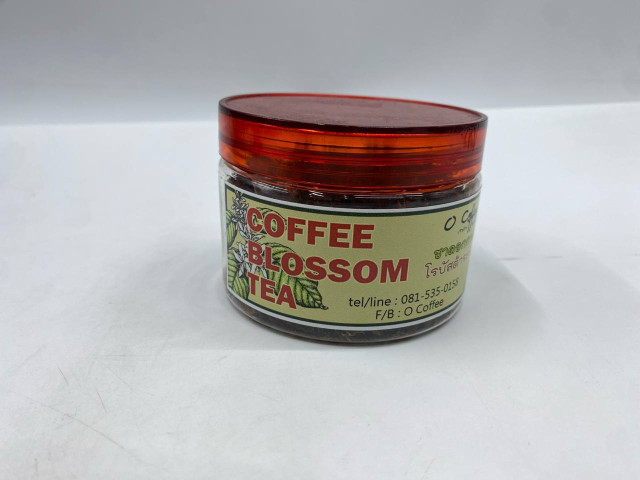 COFFEE
BLOSSOM
TEA
tel/line : 081-535-0158
F/B : O Coffee
O